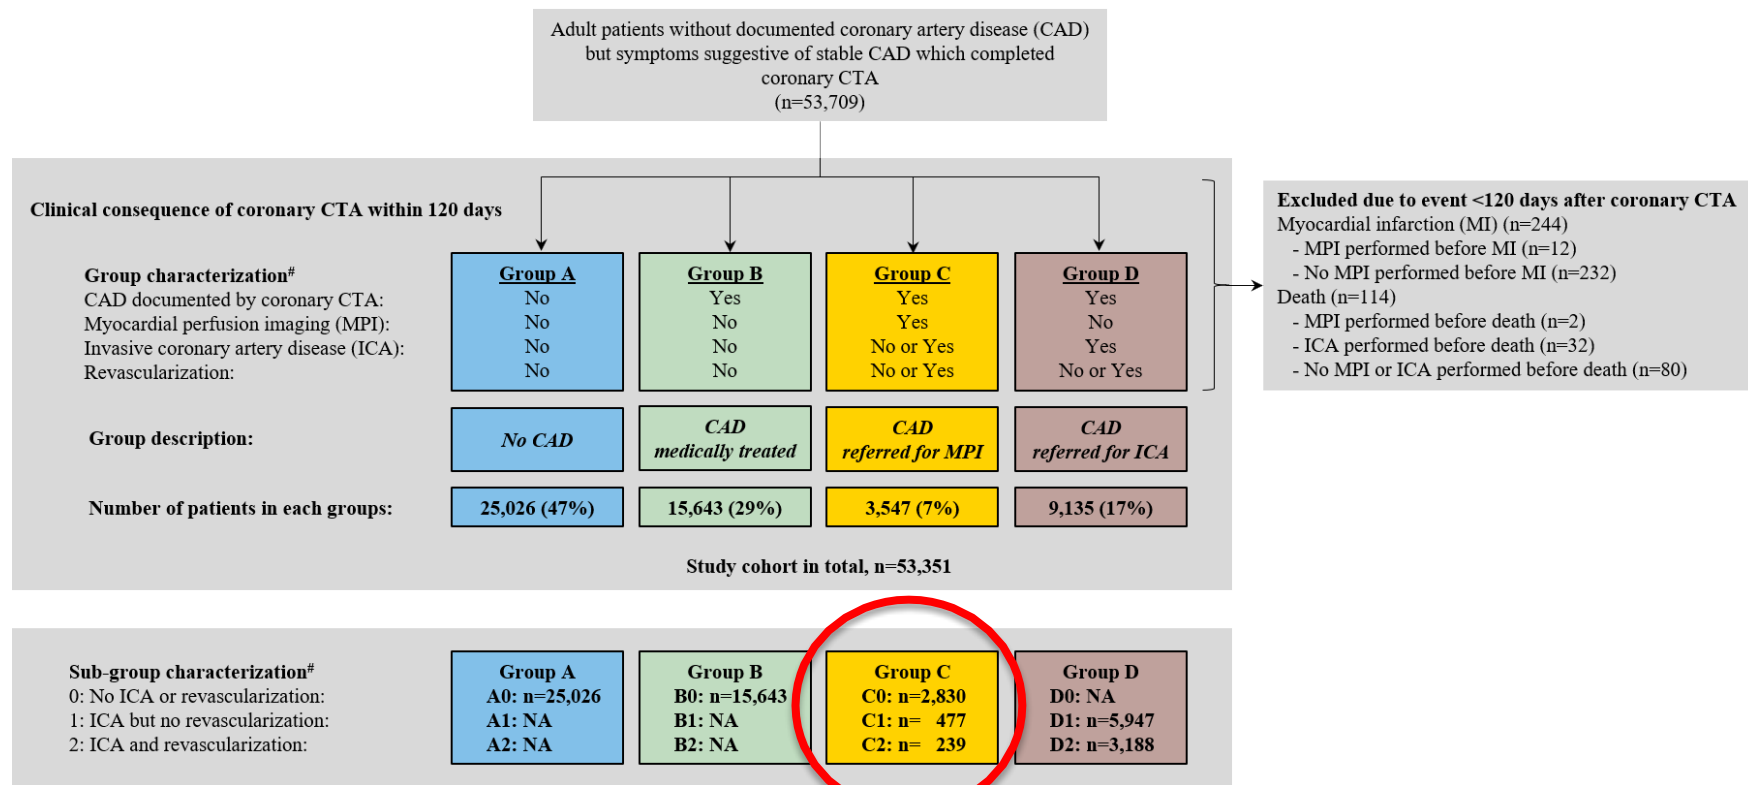 Adult patients without documented coronary artery disease (CAD)
but symptoms suggestive of stable CAD which completed
coronary CTA
(n=53,709)
Clinical consequence of coronary CTA within 120 days
Group characterization#
CAD documented by coronary CTA:
Myocardial perfusion imaging (MPI):
Invasive coronary artery disease (ICA):
Revascularization:
Group A
No
No
No
No
Group B
Yes
No
No
No
Group C
Yes
Yes
No or Yes
No or Yes
Group D
Yes
No
Yes
No or Yes
Excluded due to event <120 days after coronary CTA
Myocardial infarction (MI) (n=244)
- MPI performed before MI (n=12)
- No MPI performed before MI (n=232)
Death (n=114)
- MPI performed before death (n=2)
- ICA performed before death (n=32)
- No MPI or ICA performed before death (n=80)
Group description:
No CAD
CAD
medically treated
CAD
referred for MPI
CAD
referred for ICA
Number of patients in each groups:
25,026 (47%)
15,643 (29%)
3,547 (7%)
9,135 (17%)
Study cohort in total, n=53,351
Sub-group characterization#
0: No ICA or revascularization:
1: ICA but no revascularization:
2: ICA and revascularization:
Group A
A0: n=25,026
A1: NA
A2: NA
Group B
B0: n=15,643
B1: NA
B2: NA
Group C
C0: n=2,830
C1: n= 477
C2: n= 239
Group D
D0: NA
D1: n=5,947
D2: n=3,188